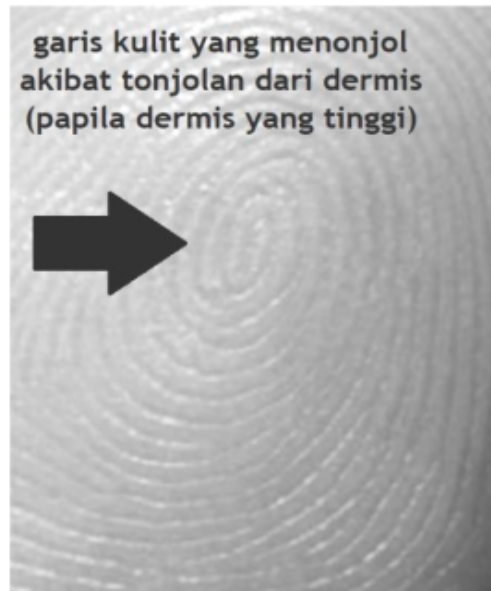 garis kulit yang menonjol
akibat tonjolan dari dermis
(papila dermis yang tinggi)